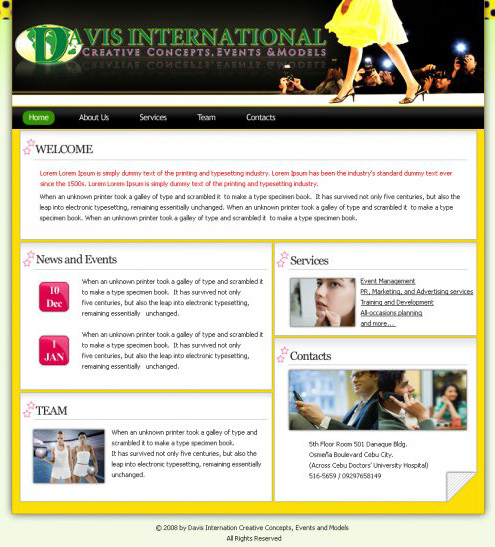 DAVIS INTERNATIONAL
CREATIVE CONCEPTS, EVENTS & MODELS
Home About Us Services Team Contacts
WELCOME
Lorem Lorem Ipsum is simply dummy text of the printing and typesetting industry. Lorem Ipsum has been the industry's standard dummy text ever
since the 1500s. Lorem Lorem Ipsum is simply dummy text of the printing and typesetting industry.
When an unknown printer took a galley of type and scrambled it to make a type specimen book. It has survived not only five centuries, but also the
leap into electronic typesetting, remaining essentially unchanged. When an unknown printer took a galley of type and scrambled it to make a type
specimen book. When an unknown printer took a galley of type and scrambled it to make a type specimen book.
News and Events
10
Dec
When an unknown printer took a galley of type and scrambled it
to make a type specimen book. It has survived not only
five centuries, but also the leap into electronic typesetting,
remaining essentially unchanged.
1
JAN
When an unknown printer took a galley of type and scrambled it
to make a type specimen book. It has survived not only
five centuries, but also the leap into electronic typesetting,
remaining essentially unchanged.
TEAM
When an unknown printer took a galley of type and
scrambled it to make a type specimen book.
It has survived not only five centuries, but also the
leap into electronic typesetting, remaining essentially
unchanged.
Services
Event Management
PR, Marketing, and Advertising services
Training and Development
All-occasions planning
and more...
Contacts
5th Floor Room 501 Danaque Bldg.
Osmeña Boulevard Cebu City.
(Across Cebu Doctors' University Hospital)
516-5659 / 09297658149
© 2008 by Davis Internation Creative Concepts, Events and Models
All Rights Reserved